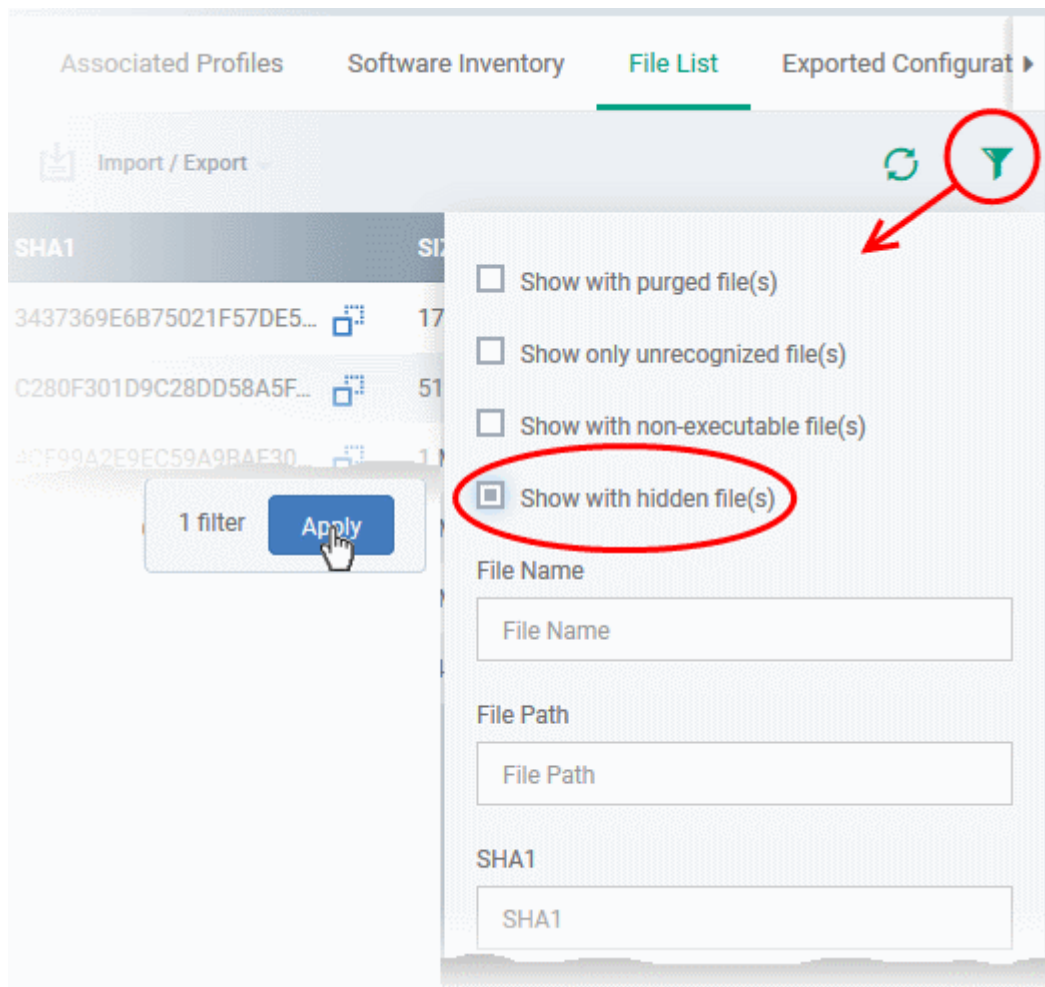 Associated Profiles Software Inventory File List Exported Configurat
Import / Export
SHA1 SIZ
3437369E6B75021F57DE5... 17
C280F301D9C28DD58A5F... 51
4CF99A2E9EC59A9BAF30...
1 filter Apply
Show with purged file(s)
Show only unrecognized file(s)
Show with non-executable file(s)
Show with hidden file(s)
File Name
File Name
File Path
File Path
SHA1
SHA1